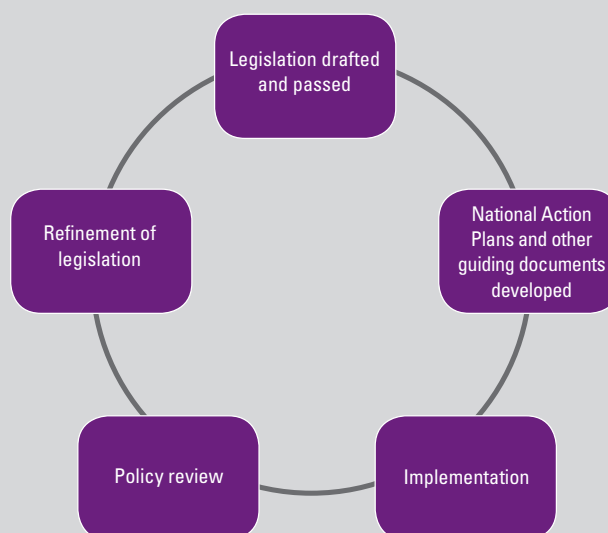 Legislation drafted
and passed
National Action
Plans and other
guiding documents
developed
Implementation
Policy review
Refinement of
legislation